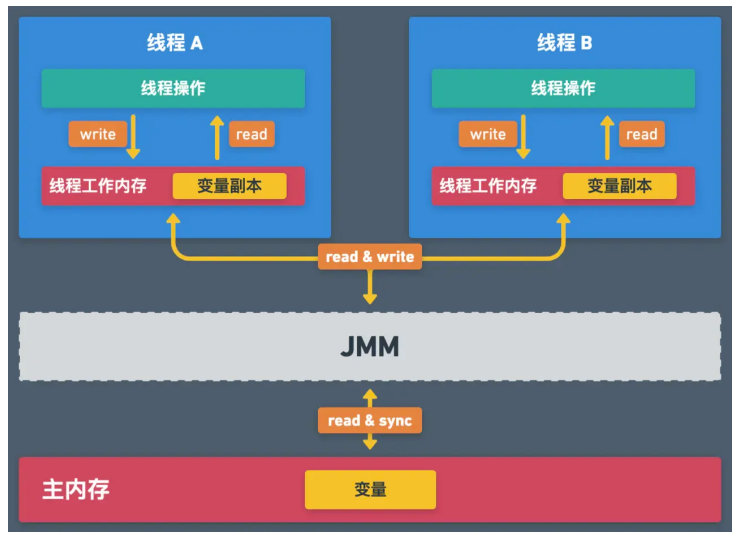 线程 A
线程操作
write
read
线程工作内存
变量副本
线程 B
线程操作
write
read
线程工作内存
变量副本
read & write
JMM
read & sync
主内存
变量